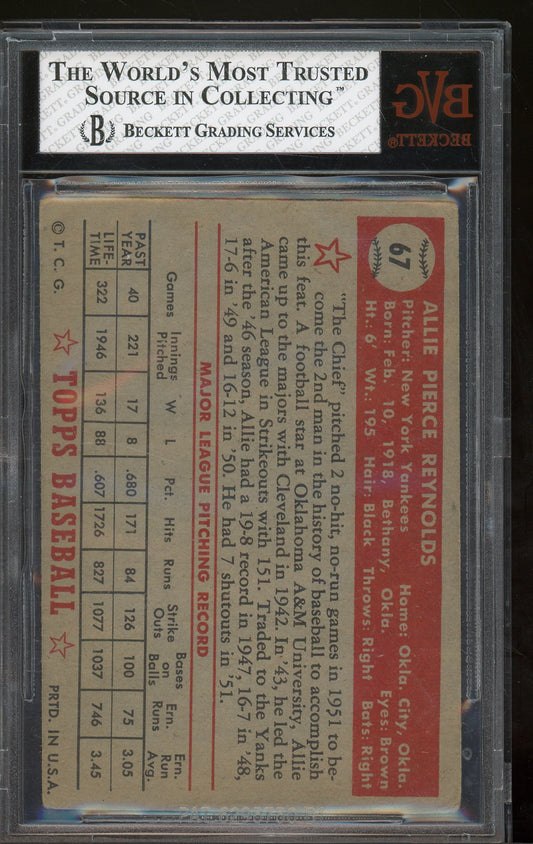 THE WORLD'S MOST TRUSTED
SOURCE IN COLLECTING™
B BECKETT GRADING SERVICES
BVG
BECKETT®
67
ALLIE PIERCE REYNOLDS
Pitcher: New York Yankees Home: Okla. City, Okla.
Born: Feb. 10, 1918, Bethany, Okla. Eyes: Brown
Ht.: 6' Wt.: 195 Hair: Black Throws: Right Bats: Right
"The Chief" pitched 2 no-hit, no-run games in 1951 to be-
come the 2nd man in the history of baseball to accomplish
this feat. A football star at Oklahoma A&M University, Allie
came up to the majors with Cleveland in 1942. In '43, he led the
American League in Strikeouts with 151. Traded to the Yanks
after the '46 season, Allie had a 19-8 record in 1947, 16-7 in '48,
17-6 in '49 and 16-12 in '50. He had 7 shutouts in '51.
MAJOR LEAGUE PITCHING RECORD
Games Innings Pitched W L Pct. Hits Runs Strike Outs Bases on Balls Ern. Runs Ern. Run Avg.
PAST YEAR 40 221 17 8 .680 171 84 126 100 75 3.05
LIFE-TIME 322 1946 136 88 .607 1726 827 1077 1037 746 3.45
© T. C. G. TOPPS BASEBALL PRTD. IN U.S.A.